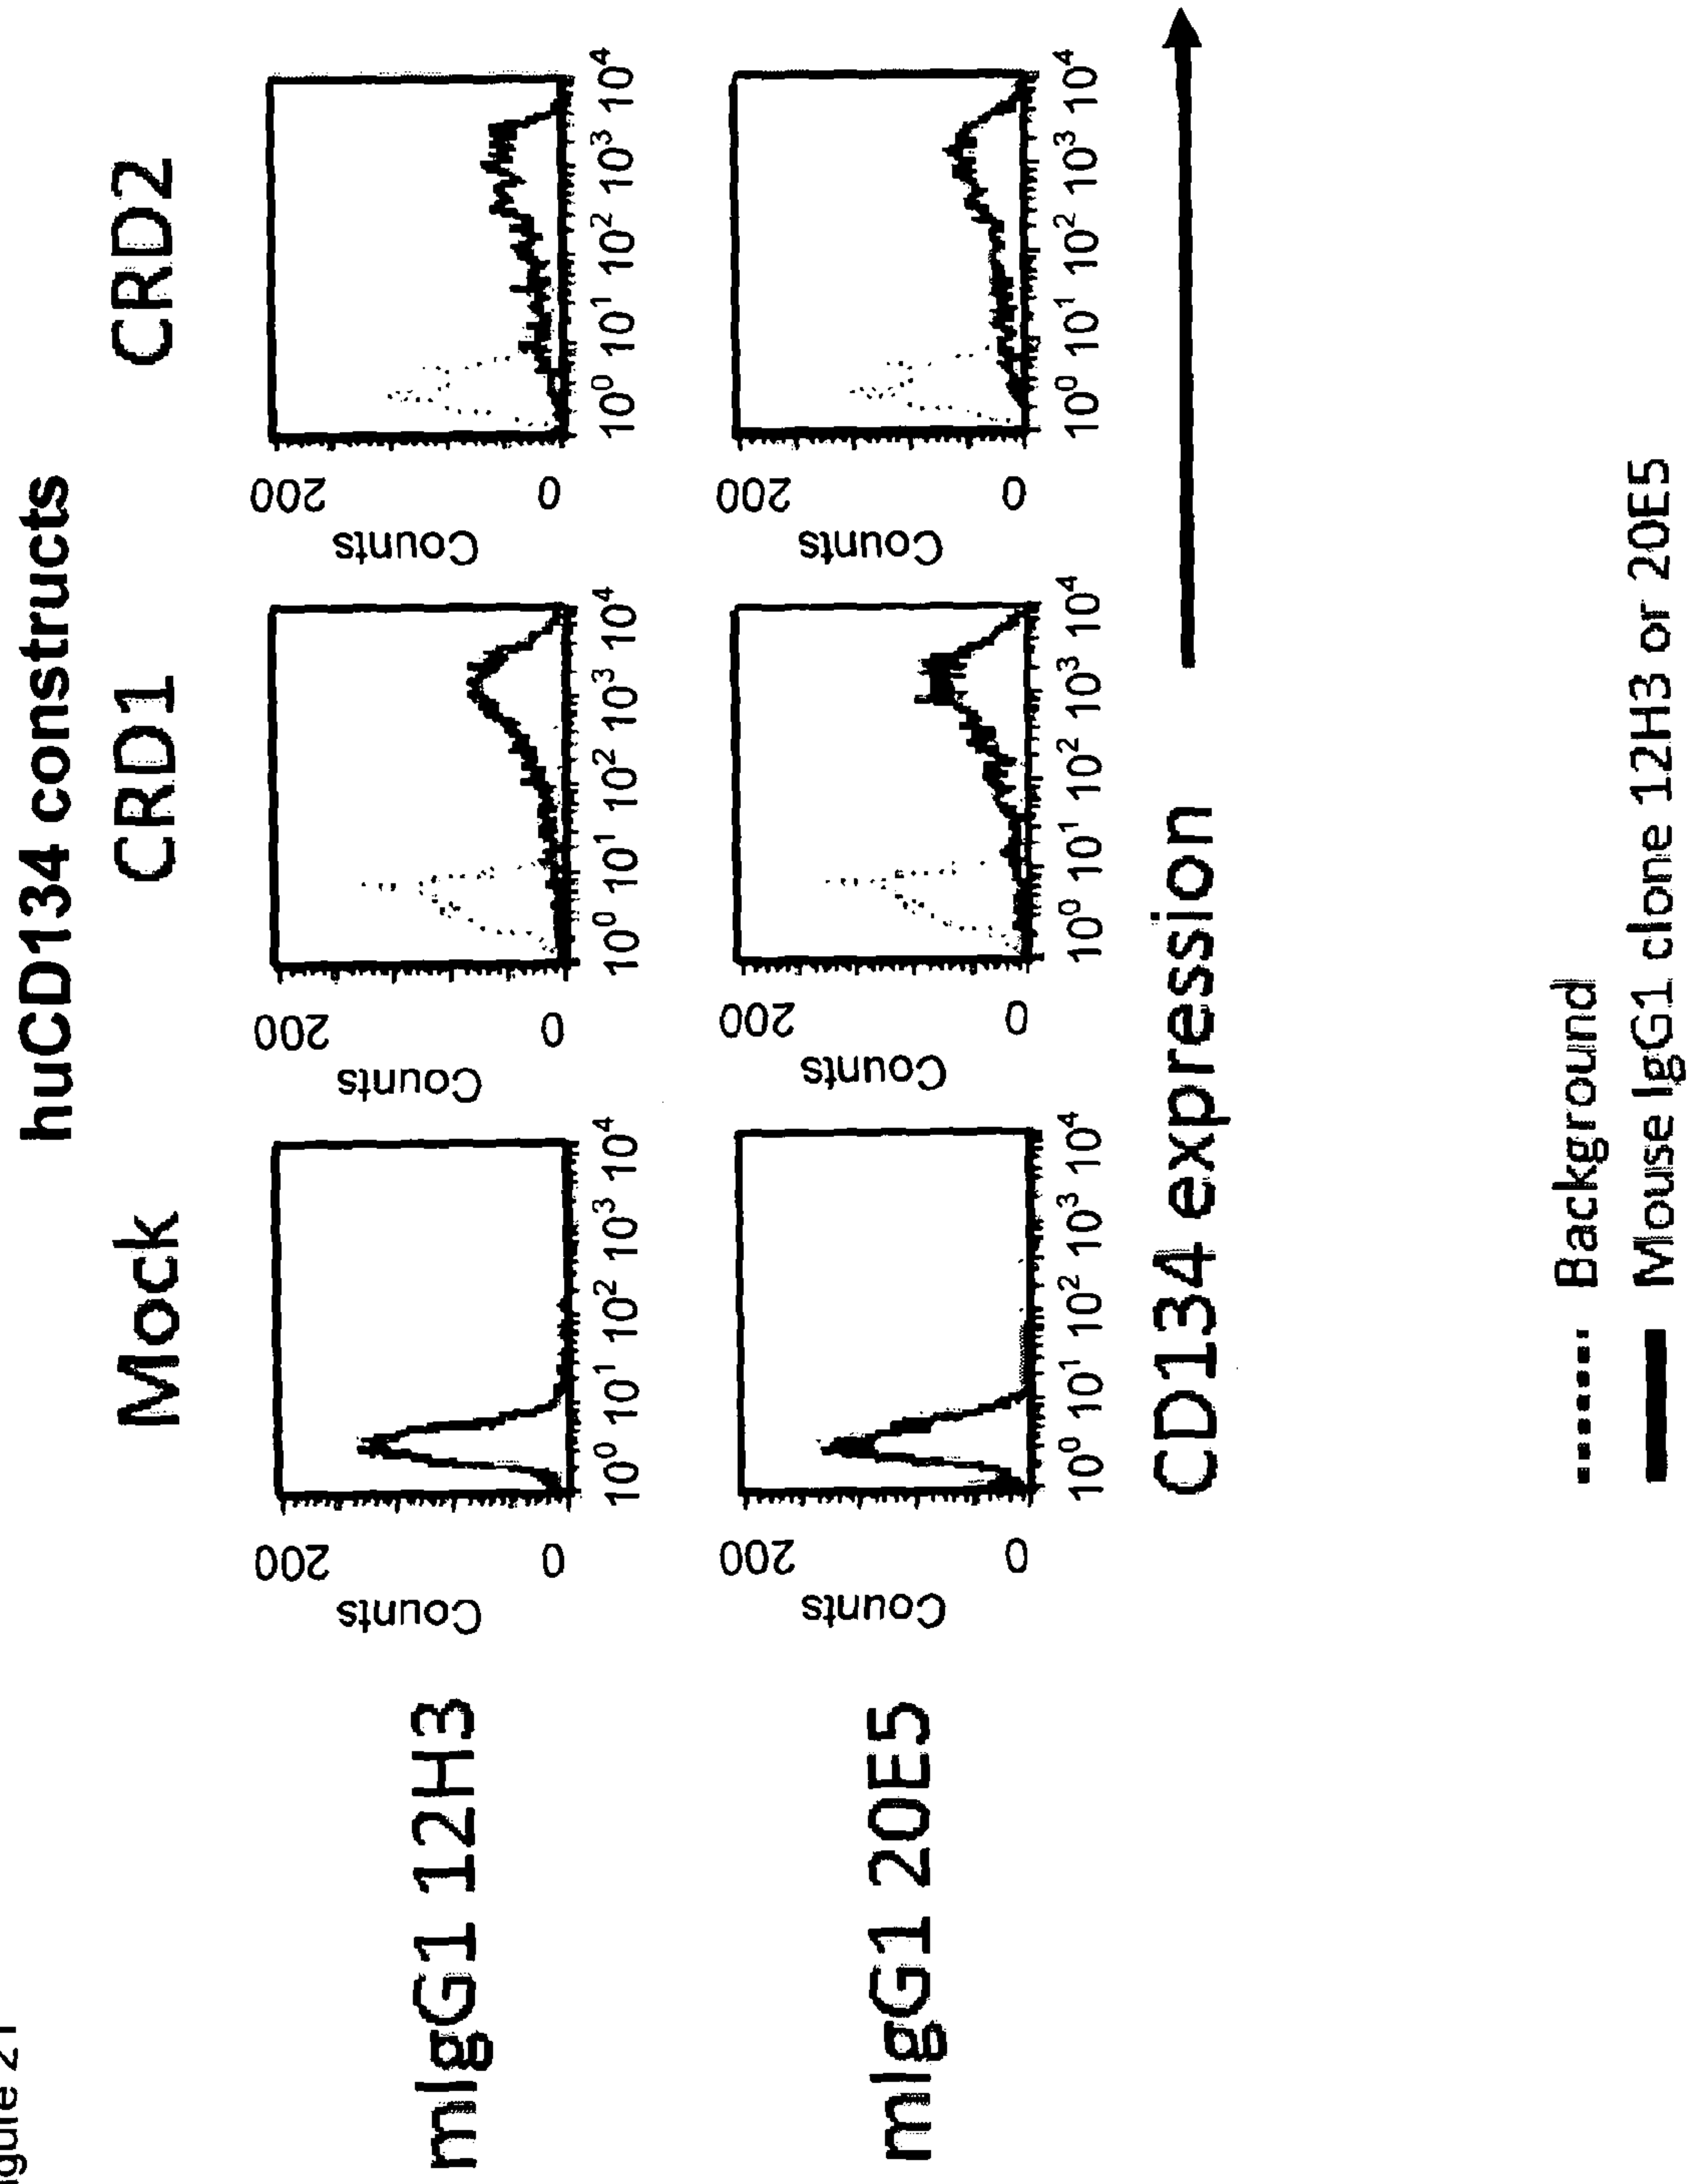 gure 21
huCD134 constructs
Mock CRD1 CRD2
mIgG1 12H3
Counts 200 0 10⁰ 10¹ 10² 10³ 10⁴
Counts 200 0 10⁰ 10¹ 10² 10³ 10⁴
Counts 200 0 10⁰ 10¹ 10² 10³ 10⁴
mIgG1 20E5
Counts 200 0 10⁰ 10¹ 10² 10³ 10⁴
Counts 200 0 10⁰ 10¹ 10² 10³ 10⁴
Counts 200 0 10⁰ 10¹ 10² 10³ 10⁴
CD134 expression
Background
Mouse IgG1 clone 12H3 or 20E5